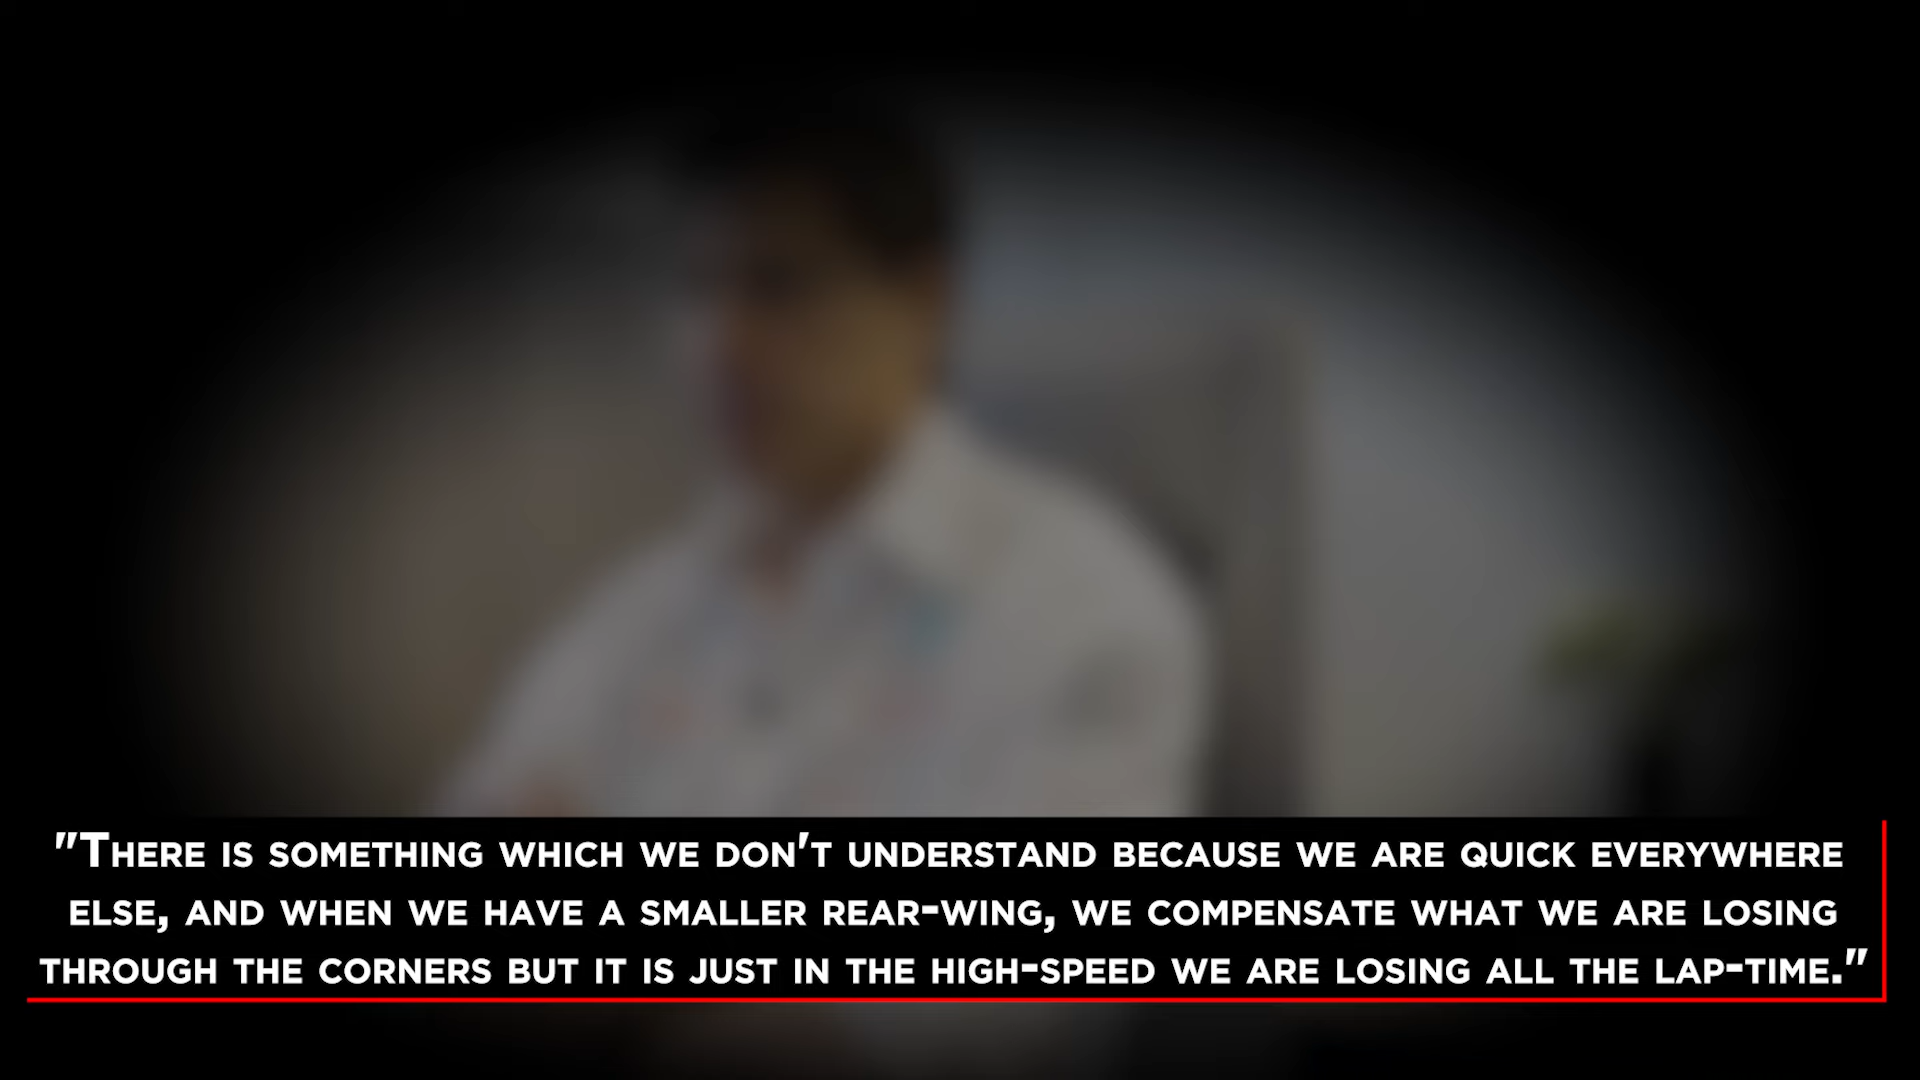 "There is something which we don't understand because we are quick everywhere
else, and when we have a smaller rear-wing, we compensate what we are losing
through the corners but it is just in the high-speed we are losing all the lap-time."